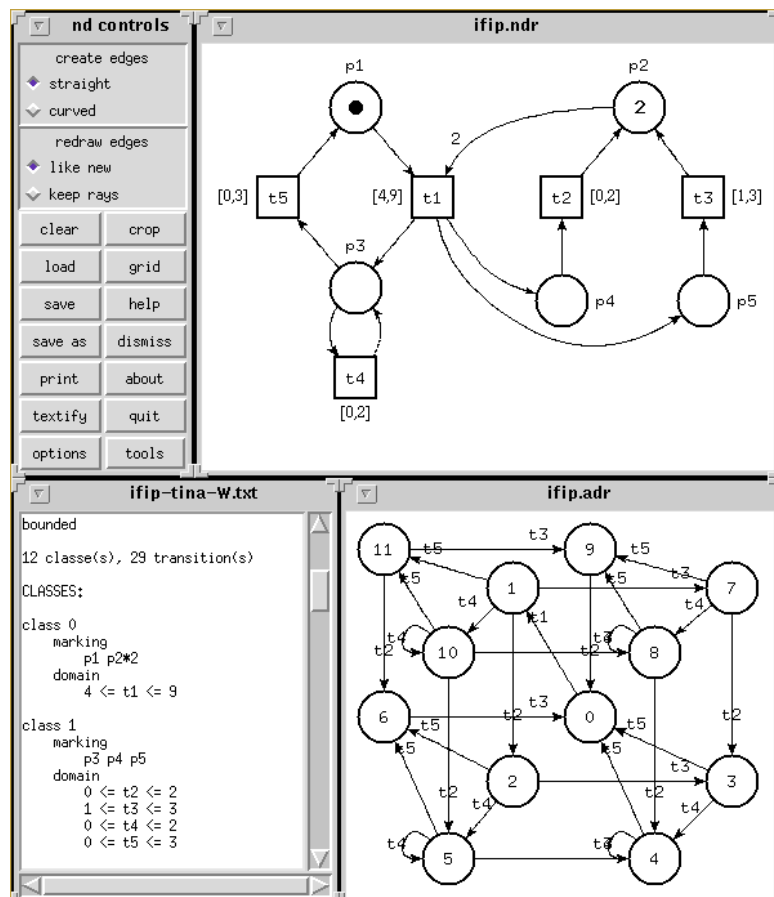 nd controls
create edges
straight
curved
redraw edges
like new
keep rays
clear crop
load grid
save help
save as dismiss
print about
textify quit
options tools
ifip.ndr
p1
p2
2
2
[0,3] t5
[4,9] t1
t2 [0,2]
t3 [1,3]
p3
p4
p5
t4
[0,2]
ifip-tina-W.txt
bounded
12 classe(s), 29 transition(s)
CLASSES:
class 0
marking
p1 p2*2
domain
4 <= t1 <= 9
class 1
marking
p3 p4 p5
domain
0 <= t2 <= 2
1 <= t3 <= 3
0 <= t4 <= 2
0 <= t5 <= 3
ifip.adr
t3
11
9
t5
t5
1
t3
7
t5
t5
t4
t1
t4
t4
10
t2
t3
8
t2
6
t3
0
t5
t2
t5
t2
t5
t5
2
t3
3
t2
t4
t2
t4
t4
5
t3
4